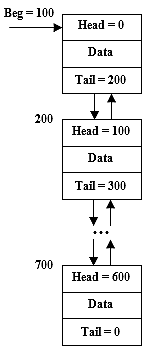 Beg = 100
Head = 0
Data
Tail = 200
200
Head = 100
Data
Tail = 300
...
700
Head = 600
Data
Tail = 0